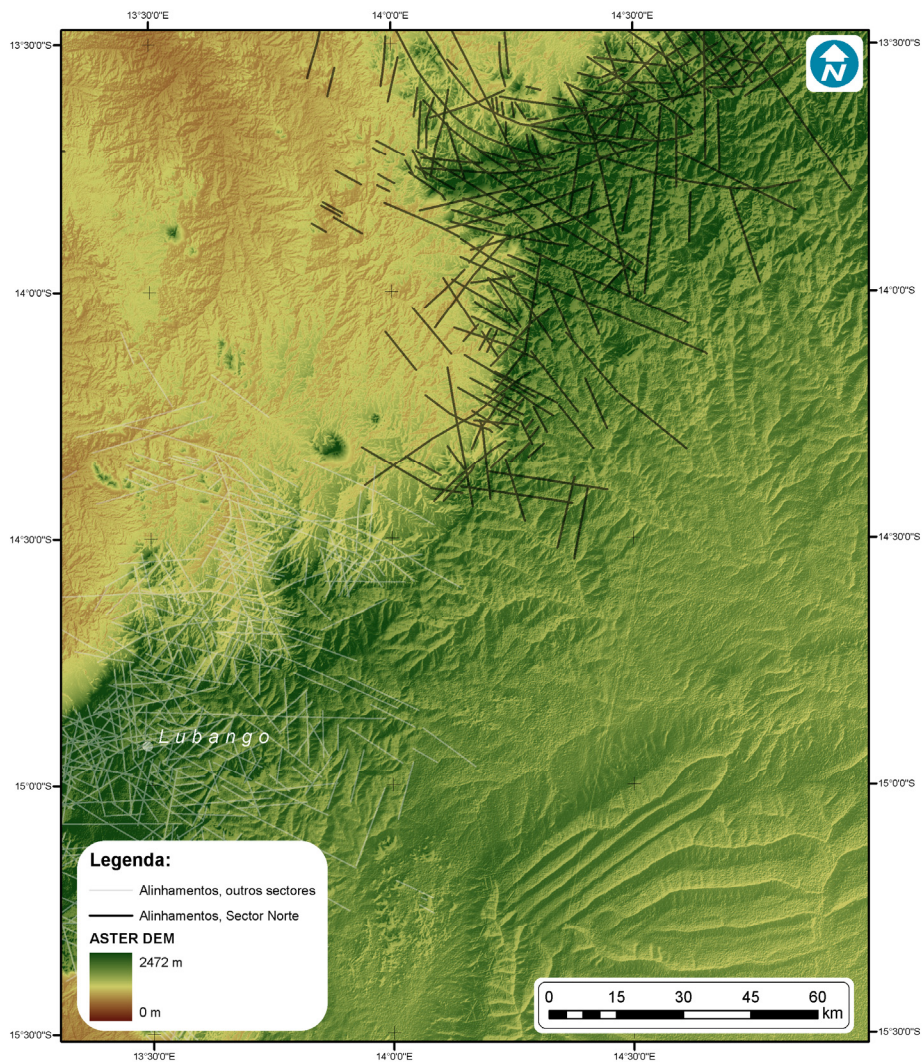 13°30'0"E 14°0'0"E 14°30'0"E
13°30'0"S 13°30'0"S
N
14°0'0"S 14°0'0"S
14°30'0"S 14°30'0"S
Lubango
15°0'0"S 15°0'0"S
Legenda:
Alinhamentos, outros sectores
Alinhamentos, Sector Norte
ASTER DEM
2472 m
0 m
0 15 30 45 60
km
15°30'0"S 15°30'0"S
13°30'0"E 14°0'0"E 14°30'0"E